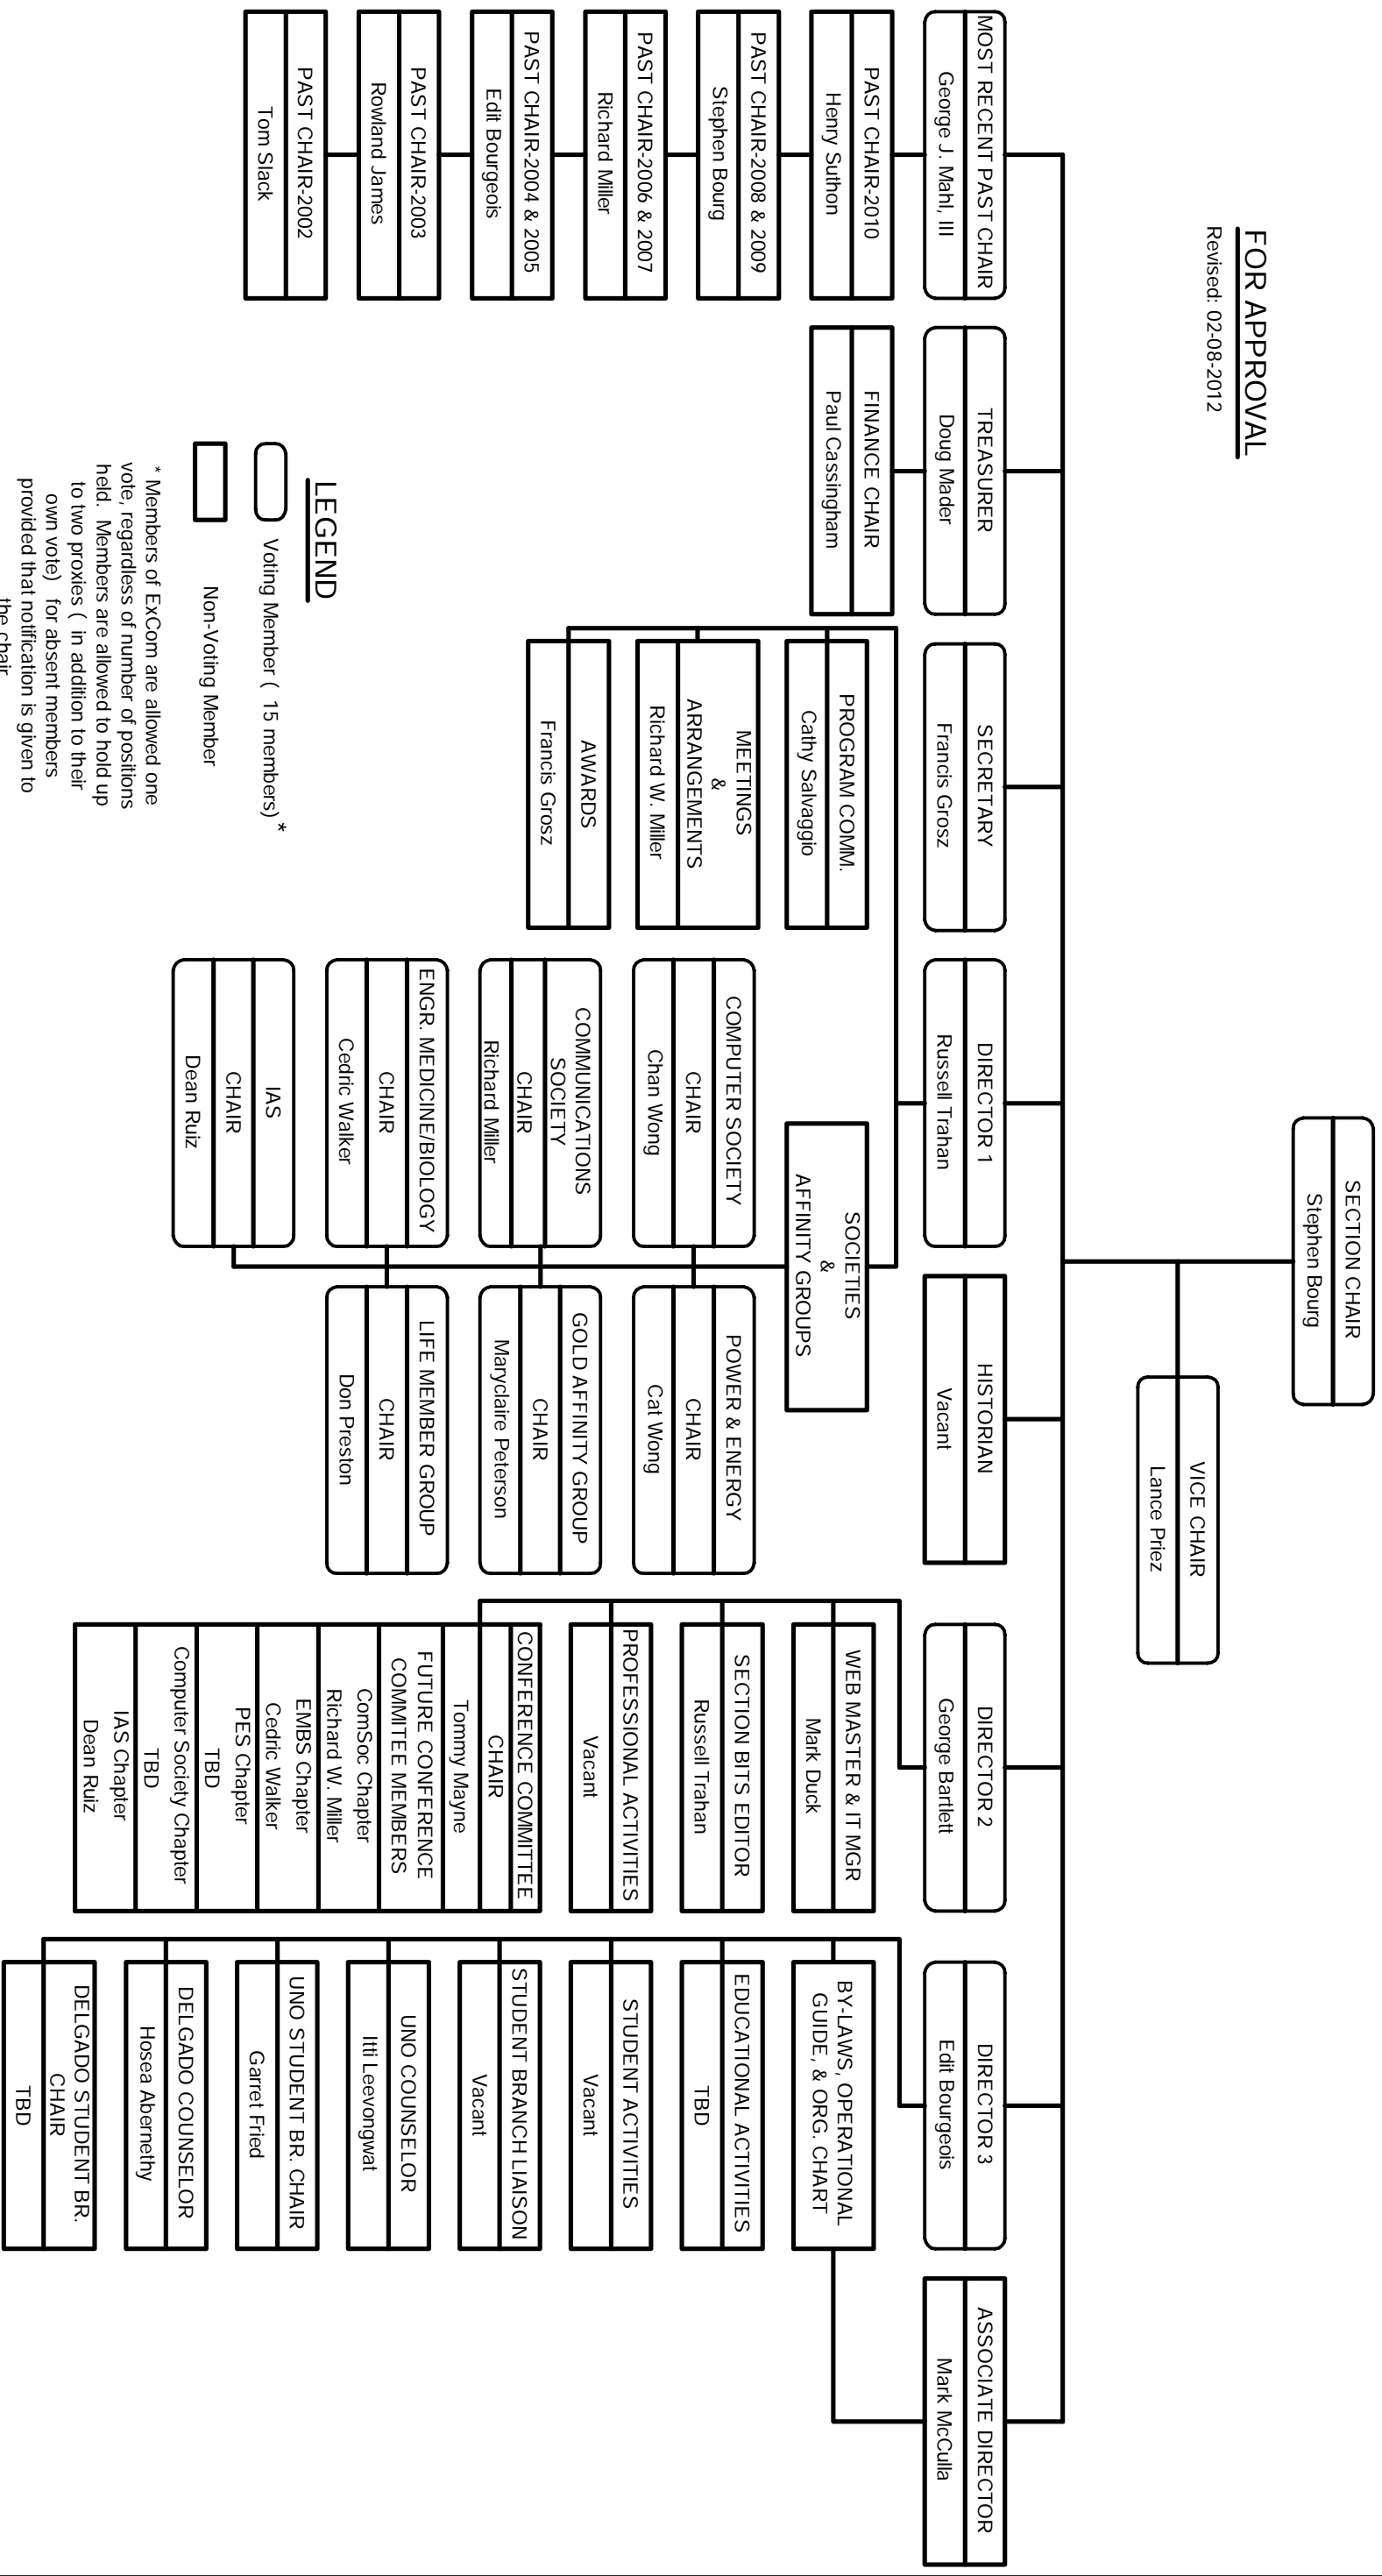 FOR APPROVAL
Revised: 02-08-2012
SECTION CHAIR
Stephen Bourg
VICE CHAIR
Lance Priez
MOST RECENT PAST CHAIR
George J. Mahl, III
PAST CHAIR-2010
Henry Suthon
PAST CHAIR-2008 & 2009
Stephen Bourg
PAST CHAIR-2006 & 2007
Richard Miller
PAST CHAIR-2004 & 2005
Edit Bourgeois
PAST CHAIR-2003
Rowland James
PAST CHAIR-2002
Tom Slack
TREASURER
Doug Mader
FINANCE CHAIR
Paul Cassingham
SECRETARY
Francis Grosz
DIRECTOR 1
Russell Trahan
PROGRAM COMM.
Cathy Salvaggio
MEETINGS
&
ARRANGEMENTS
Richard W. Miller
AWARDS
Francis Grosz
SOCIETIES
&
AFFINITY GROUPS
COMPUTER SOCIETY
CHAIR
Chan Wong
COMMUNICATIONS
SOCIETY
CHAIR
Richard Miller
ENGR. MEDICINE/BIOLOGY
CHAIR
Cedric Walker
IAS
CHAIR
Dean Ruiz
POWER & ENERGY
CHAIR
Cat Wong
GOLD AFFINITY GROUP
CHAIR
Maryclaire Peterson
LIFE MEMBER GROUP
CHAIR
Don Preston
HISTORIAN
Vacant
DIRECTOR 2
George Bartlett
WEB MASTER & IT MGR
Mark Duck
SECTION BITS EDITOR
Russell Trahan
PROFESSIONAL ACTIVITIES
Vacant
CONFERENCE COMMITTEE
CHAIR
Tommy Mayne
FUTURE CONFERENCE
COMMITEE MEMBERS
ComSoc Chapter
Richard W. Miller
EMBS Chapter
Cedric Walker
PES Chapter
TBD
Computer Society Chapter
TBD
IAS Chapter
Dean Ruiz
DIRECTOR 3
Edit Bourgeois
BY-LAWS, OPERATIONAL
GUIDE, & ORG. CHART
EDUCATIONAL ACTIVITIES
TBD
STUDENT ACTIVITIES
Vacant
STUDENT BRANCH LIAISON
Vacant
UNO COUNSELOR
Itti Leevongwat
UNO STUDENT BR. CHAIR
Garret Fried
DELGADO COUNSELOR
Hosea Abernethy
DELGADO STUDENT BR.
CHAIR
TBD
ASSOCIATE DIRECTOR
Mark McCulla
LEGEND
Voting Member ( 15 members) *
Non-Voting Member
* Members of ExCom are allowed one
vote, regardless of number of positions
held. Members are allowed to hold up
to two proxies ( in addition to their
own vote) for absent members
provided that notification is given to
the chair